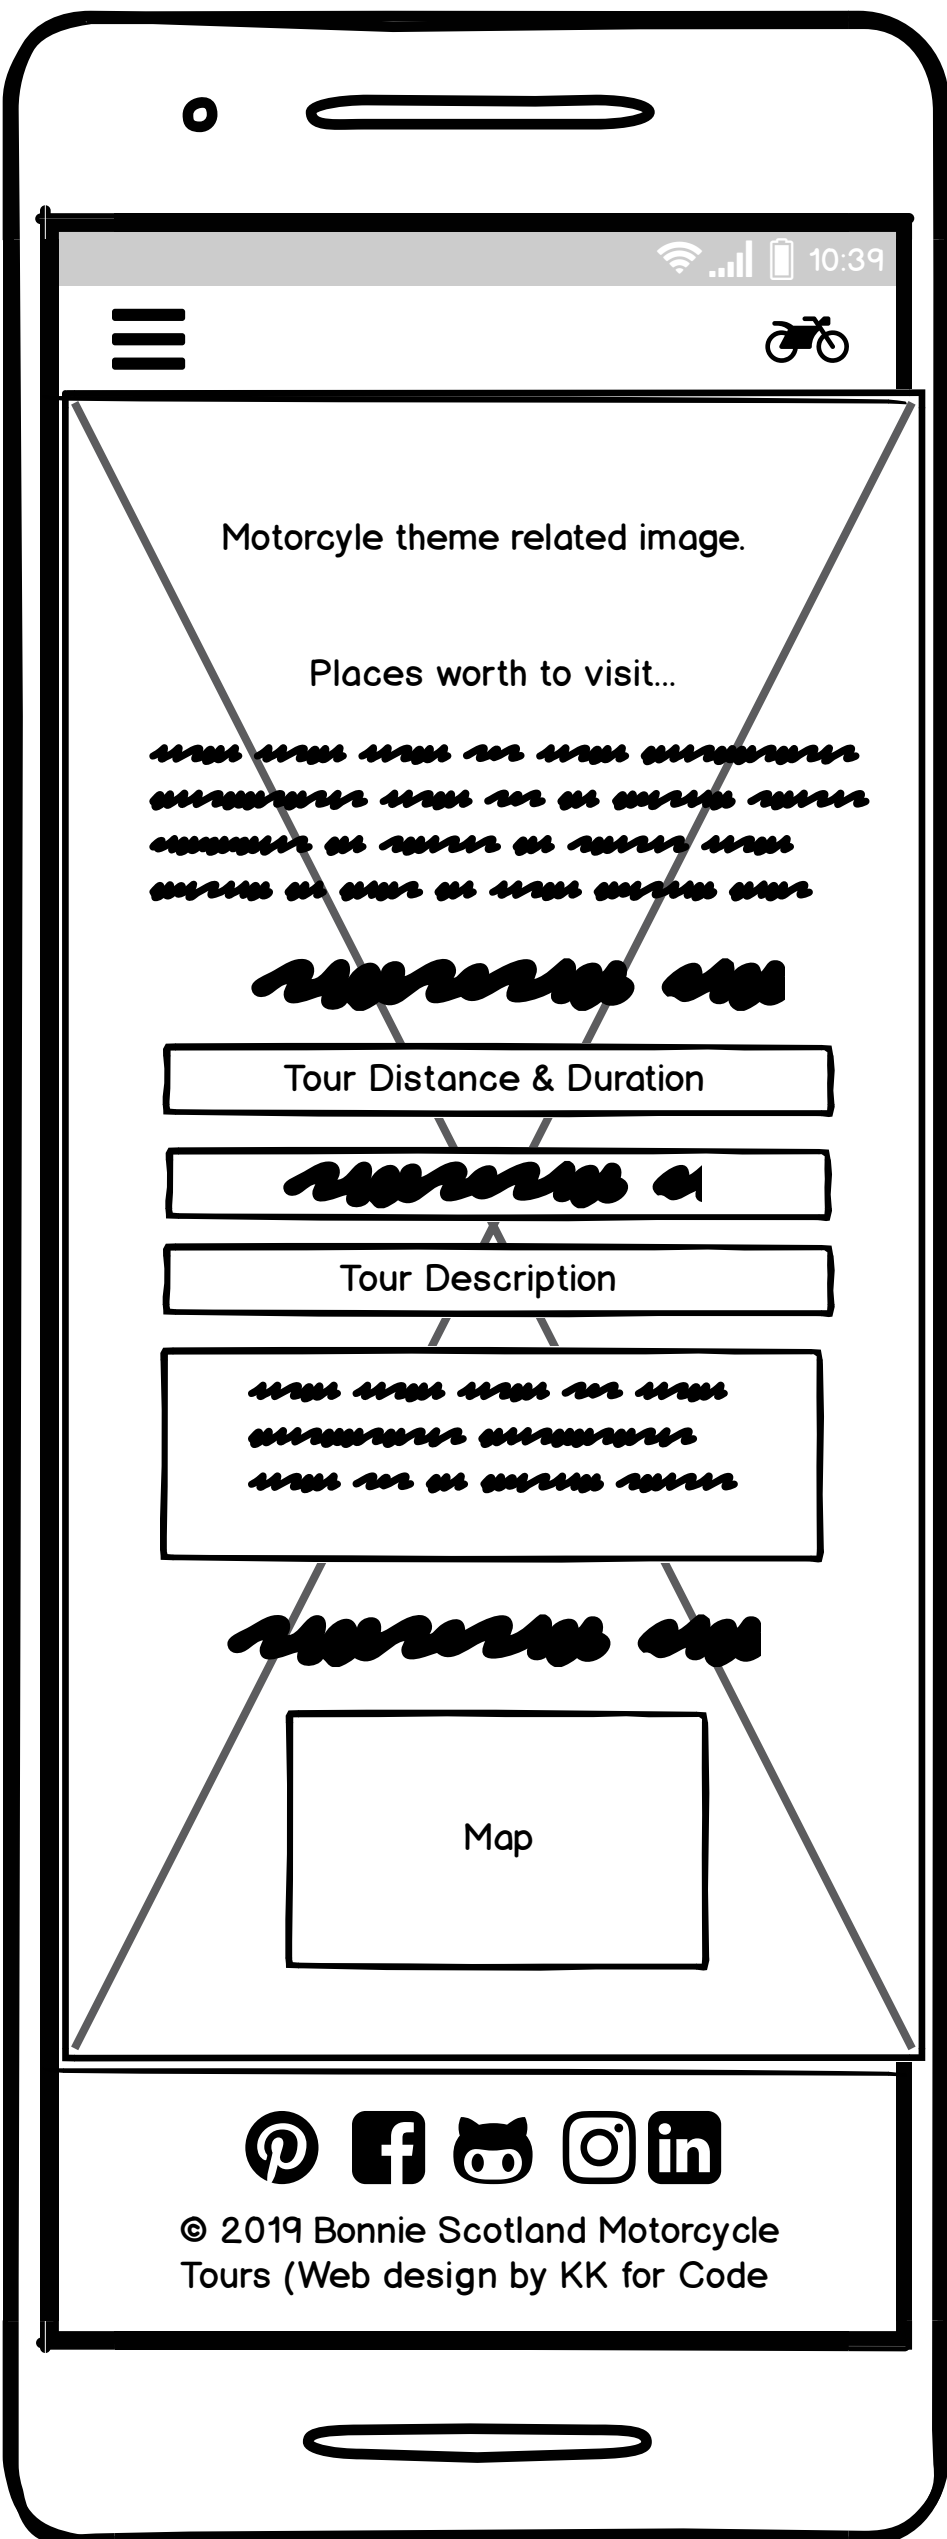 10:39
Motorcyle theme related image.
Places worth to visit...
Tour Distance & Duration
Tour Description
Map
© 2019 Bonnie Scotland Motorcycle
Tours (Web design by KK for Code